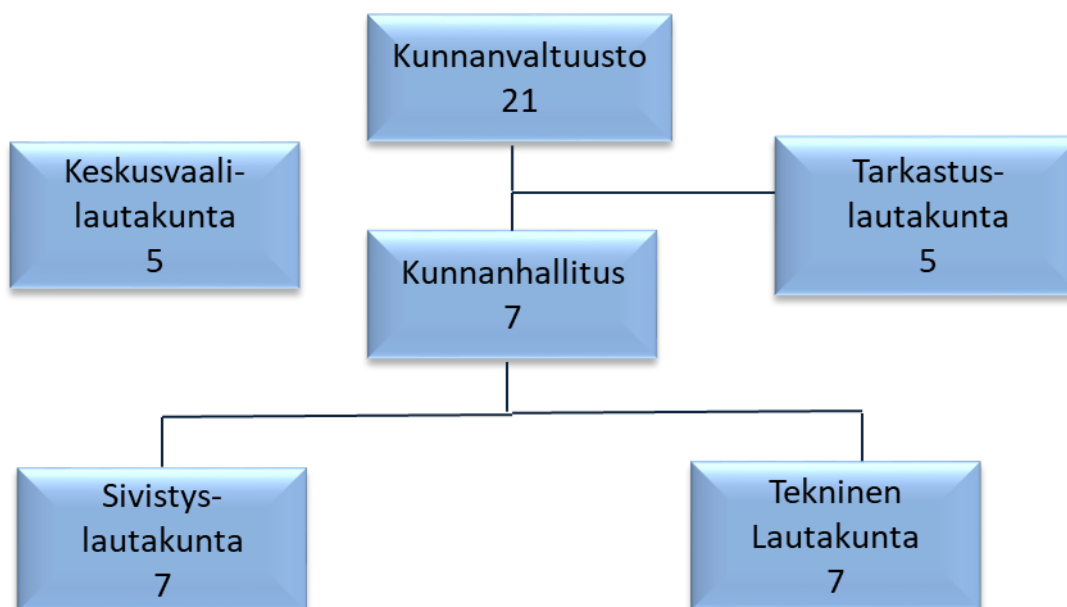 Kunnanvaltuusto
21
Keskusvaali-
lautakunta
5
Tarkastus-
lautakunta
5
Kunnanhallitus
7
Sivistys-
lautakunta
7
Tekninen
Lautakunta
7